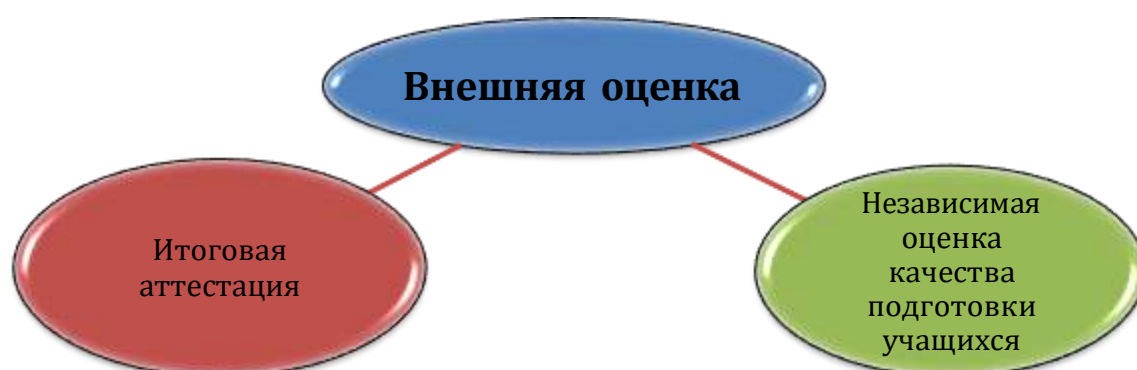 Внешняя оценка
Итоговая
аттестация
Независимая
оценка
качества
подготовки
учащихся